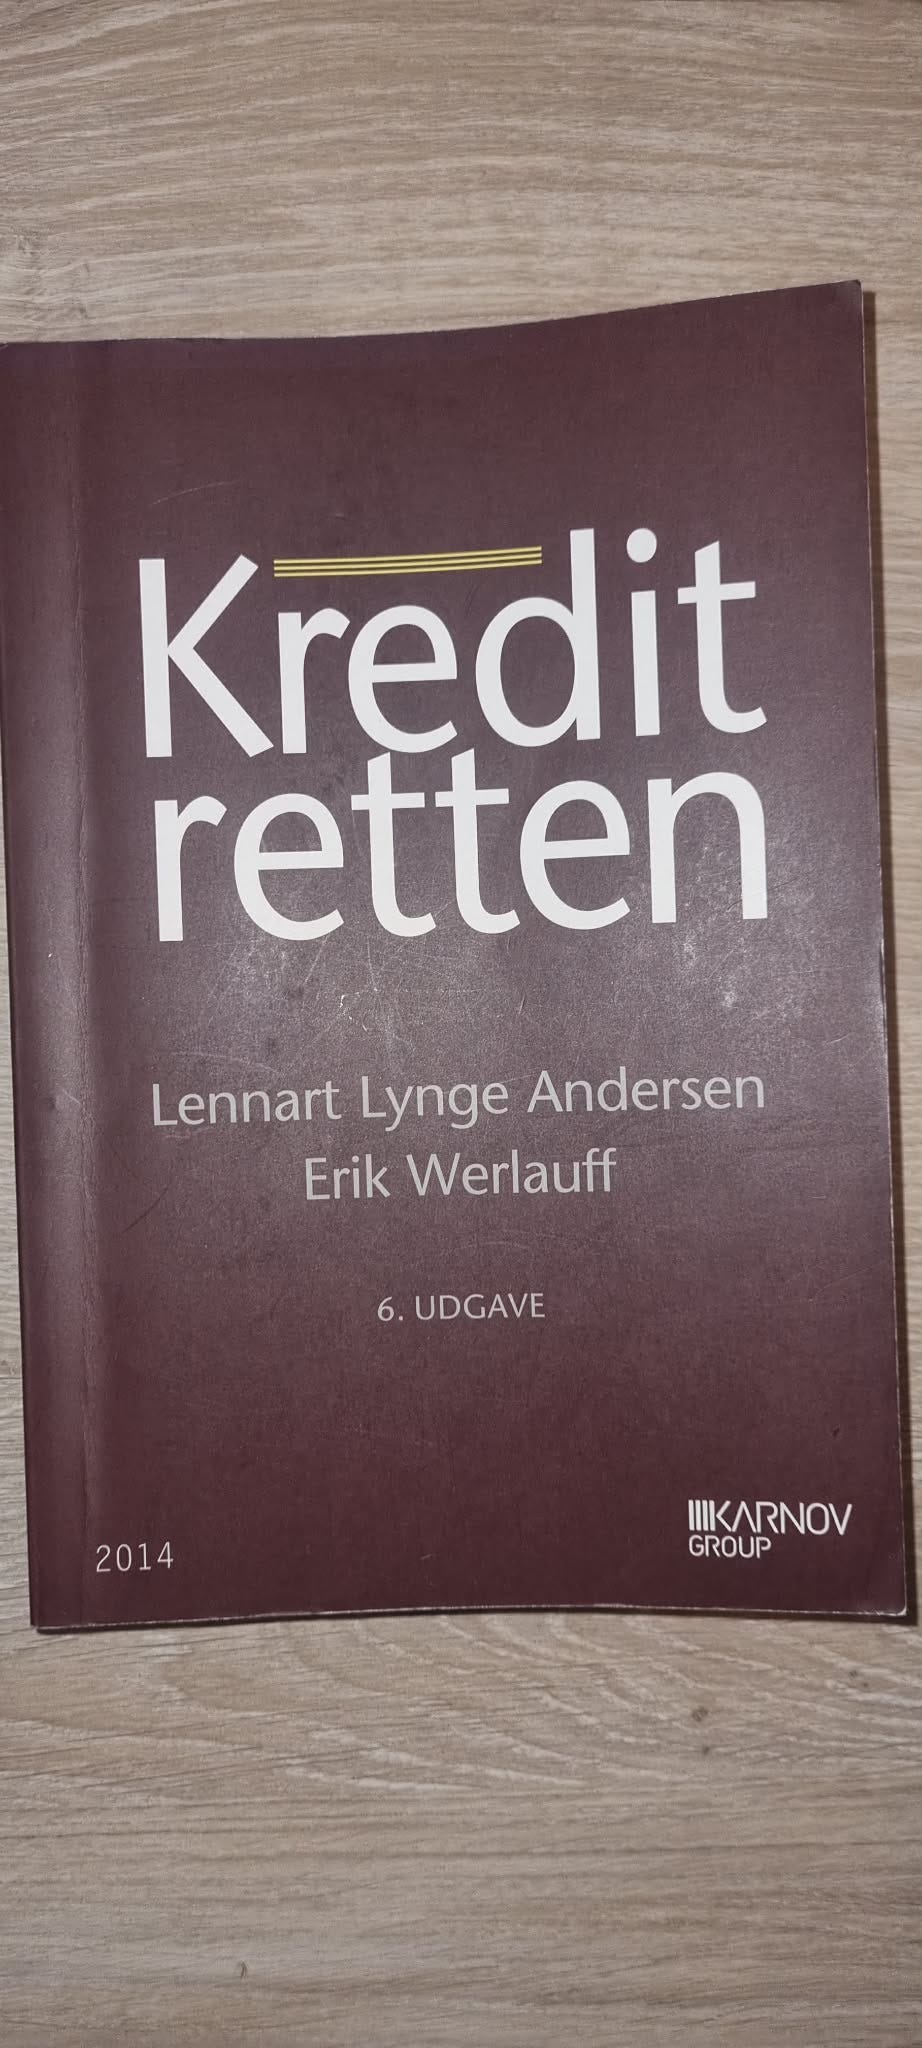 Kredit
retten
Lennart Lynge Andersen
Erik Werlauff
6. UDGAVE
2014
KARNOV
GROUP